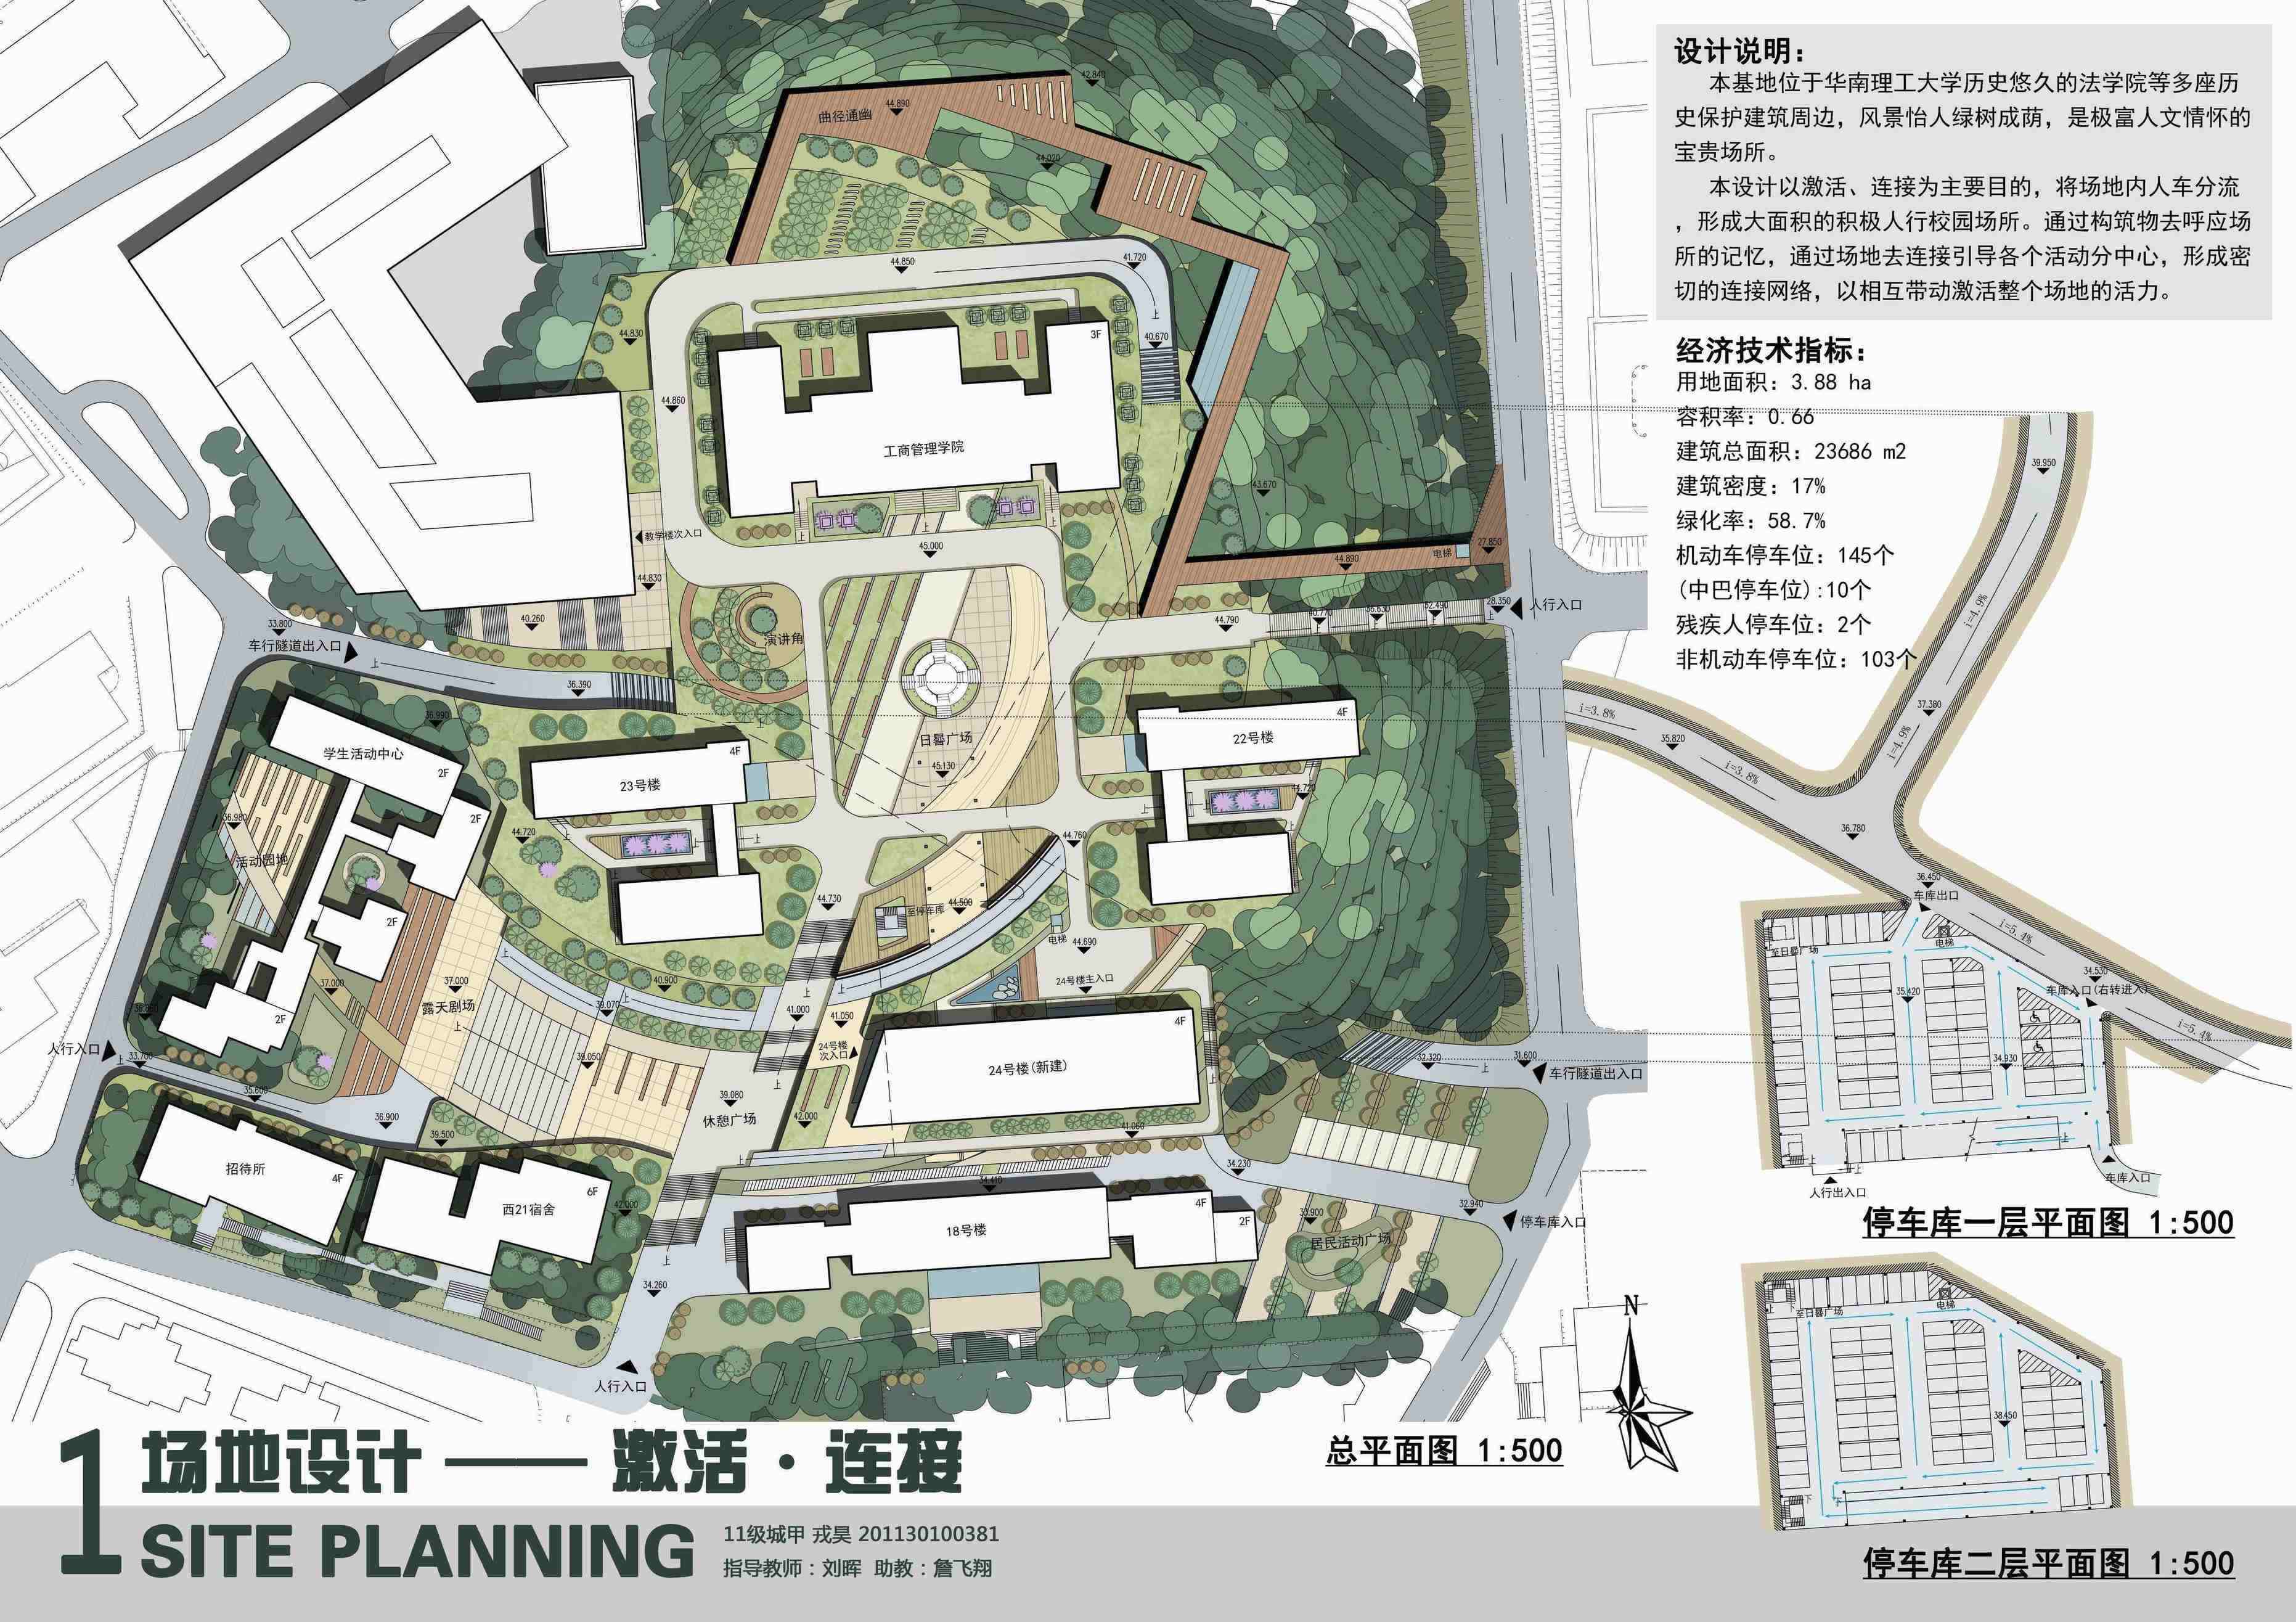 设计说明：
本基地位于华南理工大学历史悠久的法学院等多座历
史保护建筑周边，风景怡人绿树成荫，是极富人文情怀的
宝贵场所。
本设计以激活、连接为主要目的，将场地内人车分流
，形成大面积的积极人行校园场所。通过构筑物去呼应场
所的记忆，通过场地去连接引导各个活动分中心，形成密
切的连接网络，以相互带动激活整个场地的活力。
经济技术指标：
用地面积：3.88 ha
容积率：0.66
建筑总面积：23686 m2
建筑密度：17%
绿化率：58.7%
机动车停车位：145个
(中巴停车位):10个
残疾人停车位：2个
非机动车停车位：103个
42.840
44.890
曲径通幽
44.020
44.850
41.720
上
44.830
40.670
3F
44.860
工商管理学院
43.670
上
上
上
教学楼次入口
45.000
27.850
电梯
44.890
44.830
28.350
人行入口
40.260
44.790
33.800
演讲角
车行隧道出入口
上
36.390
36.990
上
4F
22号楼
日晷广场
45.130
学生活动中心
2F
4F
23号楼
44.720
上
2F
36.980
44.720
上
上
44.760
活动园地
44.730
至停车库
44.500
2F
电梯
44.690
上
24号楼主入口
37.000
37.000
40.900
上
上
露天剧场
39.070
上
41.000
41.050
4F
24号楼
次入口
2F
人行入口
33.700
上
39.050
24号楼(新建)
32.320
31.600
上
车行隧道出入口
35.600
39.080
36.900
休憩广场
42.000
39.500
41.060
上
招待所
4F
34.230
34.410
西21宿舍
6F
42.000
18号楼
4F
2F
32.940
停车库入口
33.900
居民活动广场
上
34.260
人行入口
39.950
i=4.9%
37.380
i=4.9%
i=3.8%
35.820
i=3.8%
36.780
36.450
车库出口
i=5.4%
至日晷广场
电梯
34.530
35.420
车库入口(右转进入)
i=5.4%
34.930
上
上
上
人行出入口
车库入口
停车库一层平面图 1:500
至日晷广场
电梯
38.450
下
下
停车库二层平面图 1:500
N
总平面图 1:500
1
场地设计 —— 激活·连接
SITE PLANNING
11级城甲 戎昊 201130100381
指导教师：刘晖 助教：詹飞翔